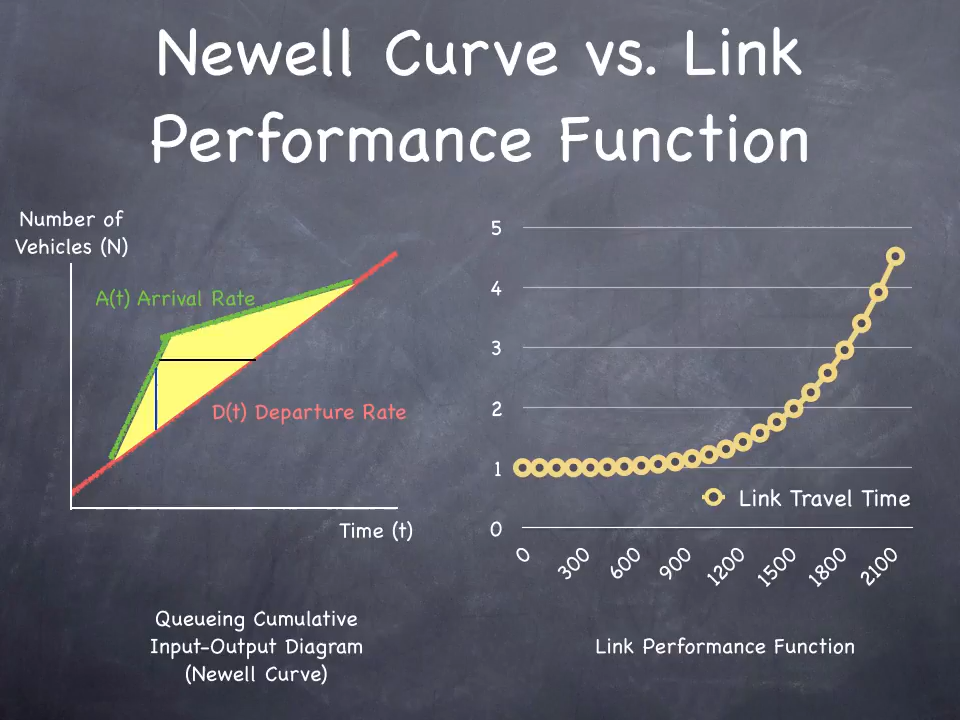 Newell Curve vs. Link
Performance Function
Number of
Vehicles (N)
A(t) Arrival Rate
D(t) Departure Rate
Time (t)
Queueing Cumulative
Input-Output Diagram
(Newell Curve)
5
4
3
2
1
0
Link Travel Time
0 300 600 900 1200 1500 1800 2100
Link Performance Function